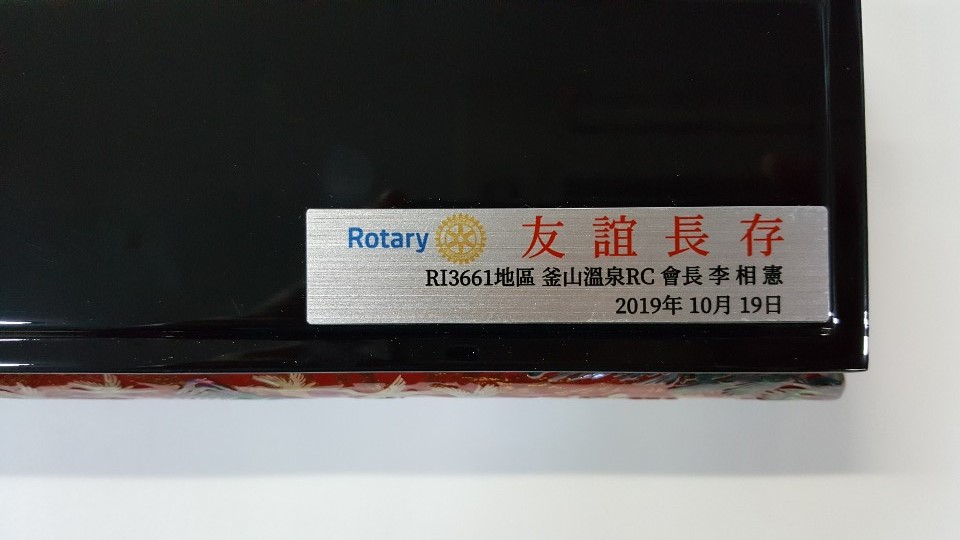 Rotary 友誼長存
RI3661地區 釜山溫泉RC 會長 李相憲
2019年 10月 19日